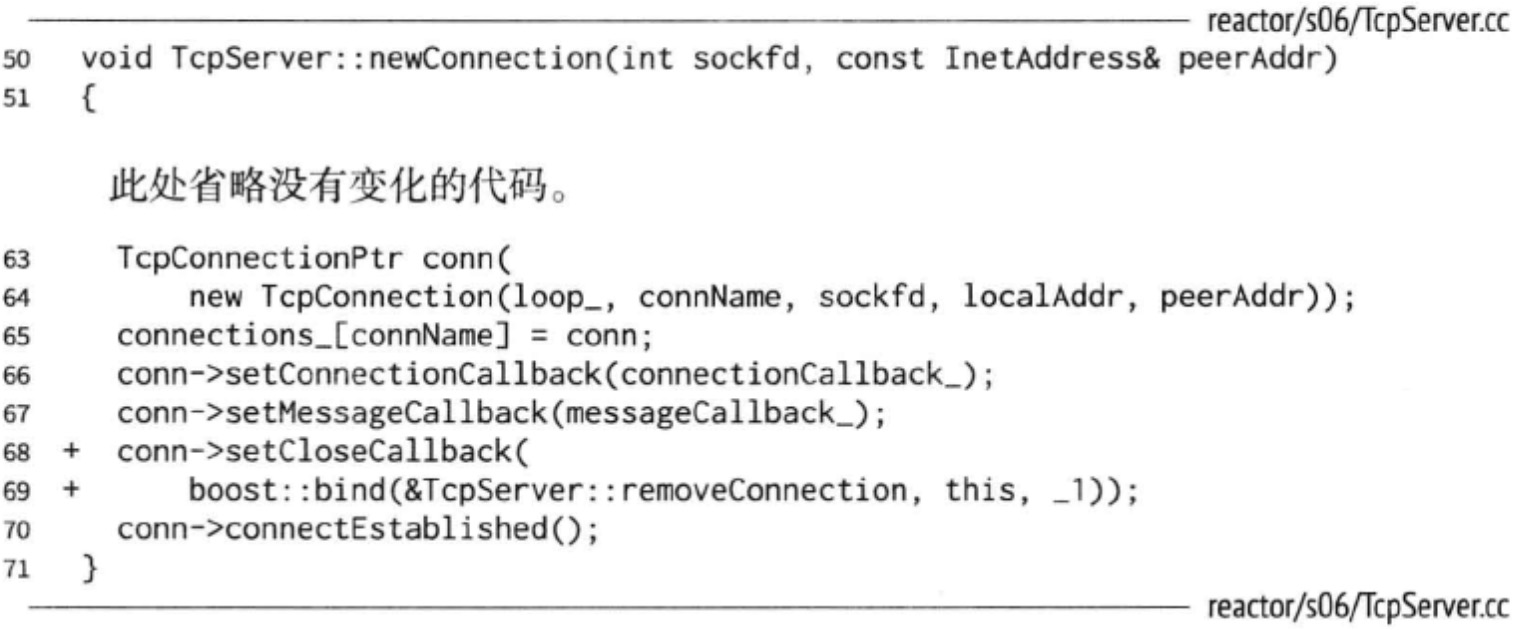 reactor/s06/TcpServer.cc
50 void TcpServer::newConnection(int sockfd, const InetAddress& peerAddr)
51 {
此处省略没有变化的代码。
63 TcpConnectionPtr conn(
64 new TcpConnection(loop_, connName, sockfd, localAddr, peerAddr));
65 connections_[connName] = conn;
66 conn->setConnectionCallback(connectionCallback_);
67 conn->setMessageCallback(messageCallback_);
68 + conn->setCloseCallback(
69 + boost::bind(&TcpServer::removeConnection, this, _1));
70 conn->connectEstablished();
71 }
reactor/s06/TcpServer.cc